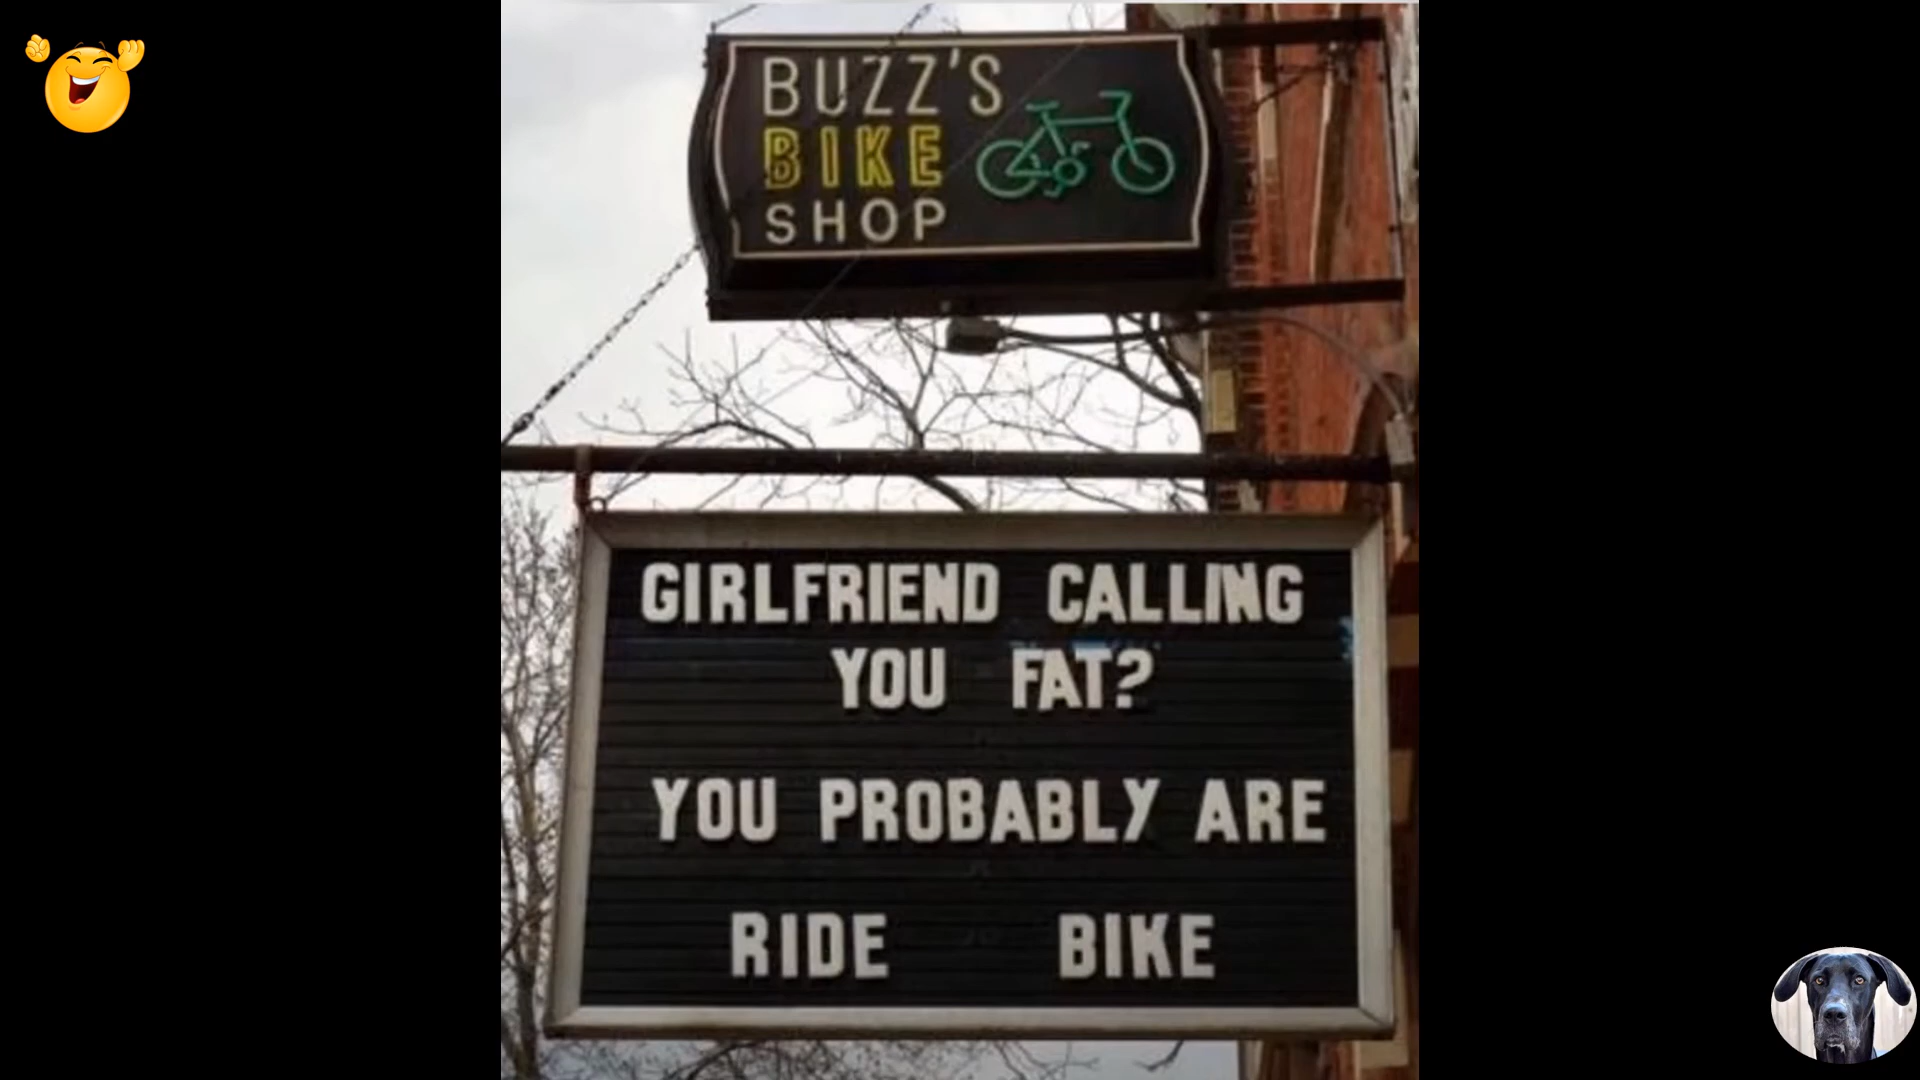 BUZZ'S
BIKE
SHOP
GIRLFRIEND CALLING
YOU FAT?
YOU PROBABLY ARE
RIDE BIKE